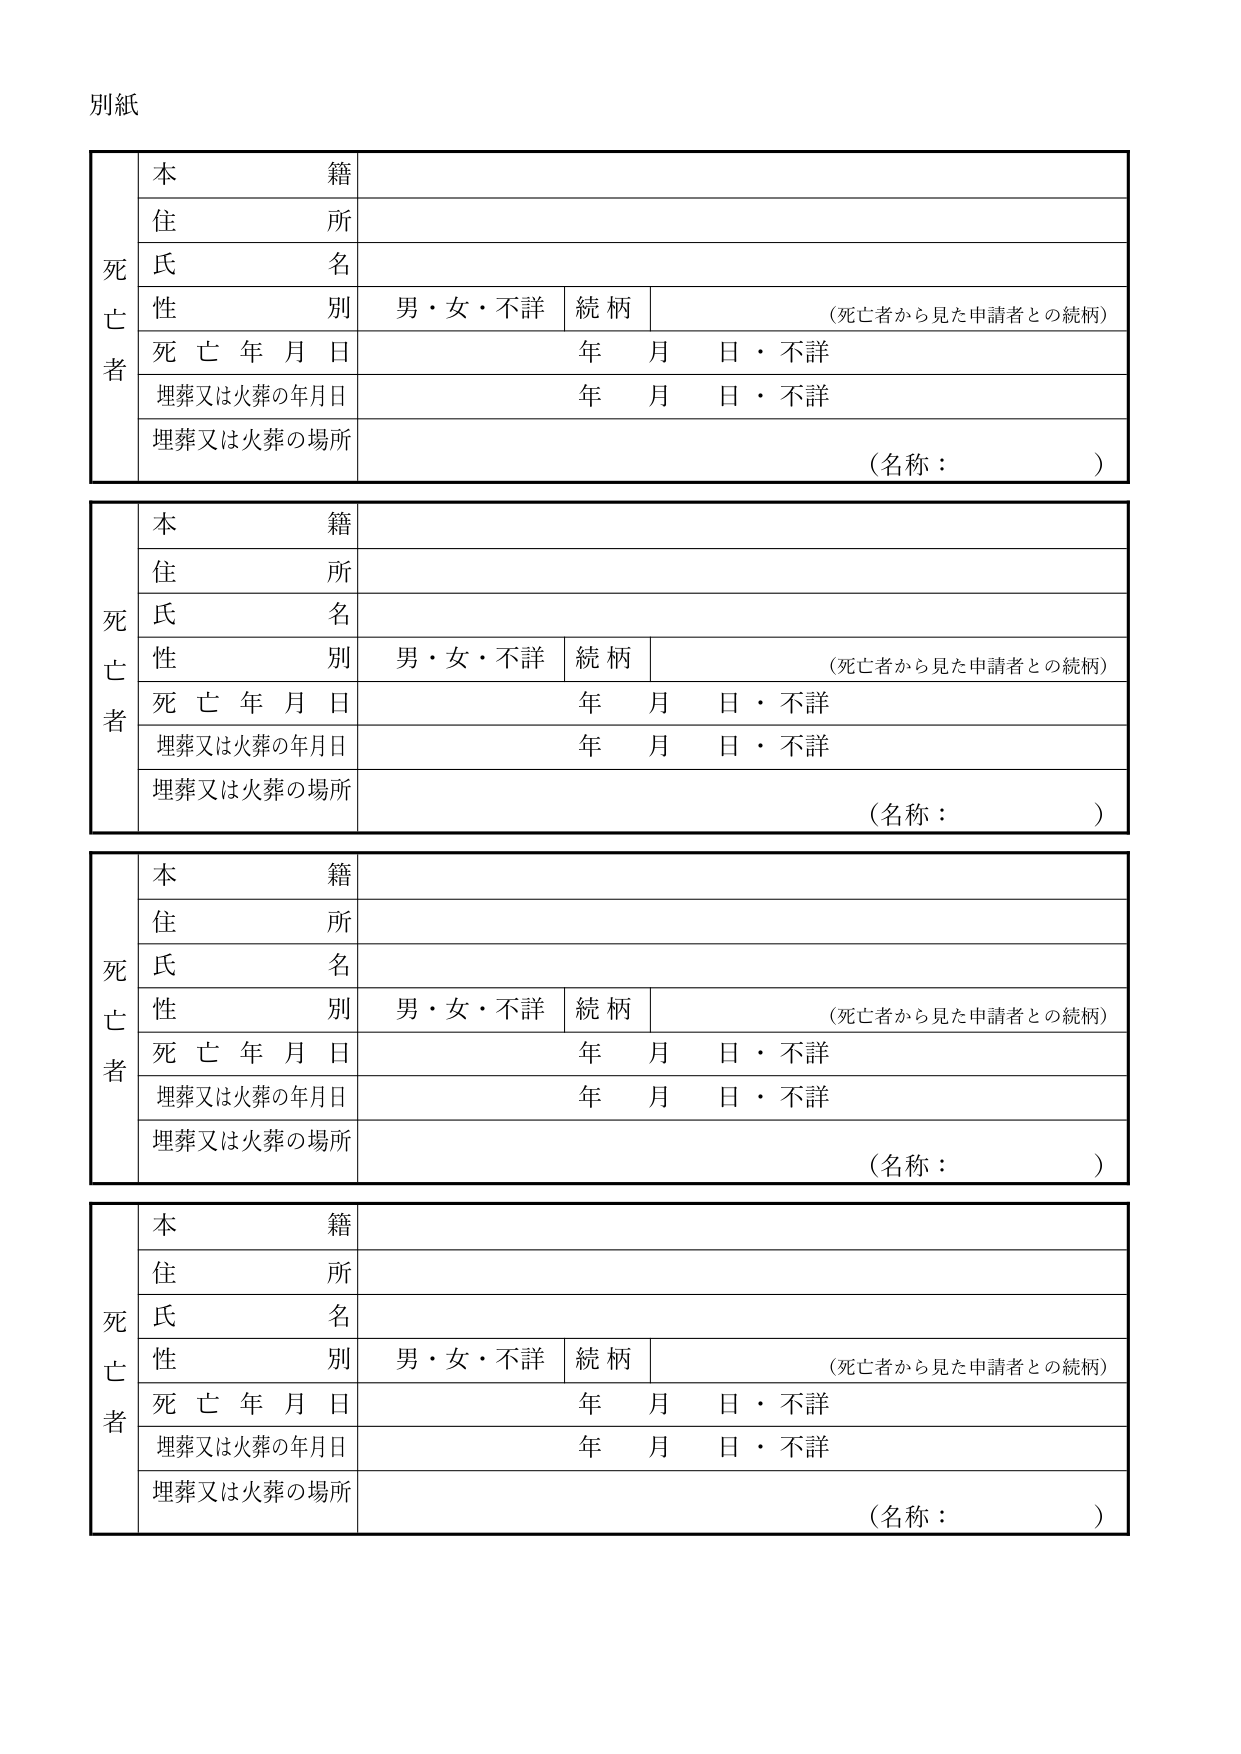 別紙
死亡者
本籍
住所
氏名
性別 男・女・不詳 続柄 （死亡者から見た申請者との続柄）
死亡年月日 年 月 日・不詳
埋葬又は火葬の年月日 年 月 日・不詳
埋葬又は火葬の場所
（名称： ）
死亡者
本籍
住所
氏名
性別 男・女・不詳 続柄 （死亡者から見た申請者との続柄）
死亡年月日 年 月 日・不詳
埋葬又は火葬の年月日 年 月 日・不詳
埋葬又は火葬の場所
（名称： ）
死亡者
本籍
住所
氏名
性別 男・女・不詳 続柄 （死亡者から見た申請者との続柄）
死亡年月日 年 月 日・不詳
埋葬又は火葬の年月日 年 月 日・不詳
埋葬又は火葬の場所
（名称： ）
死亡者
本籍
住所
氏名
性別 男・女・不詳 続柄 （死亡者から見た申請者との続柄）
死亡年月日 年 月 日・不詳
埋葬又は火葬の年月日 年 月 日・不詳
埋葬又は火葬の場所
（名称： ）